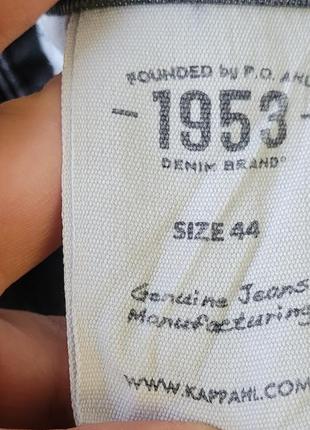 FOUNDED by P.O. AHL
- 1953 -
DENIM BRAND®
SIZE 44
Genuine Jeans
Manufacturing
WWW.KAPPAHL.COM